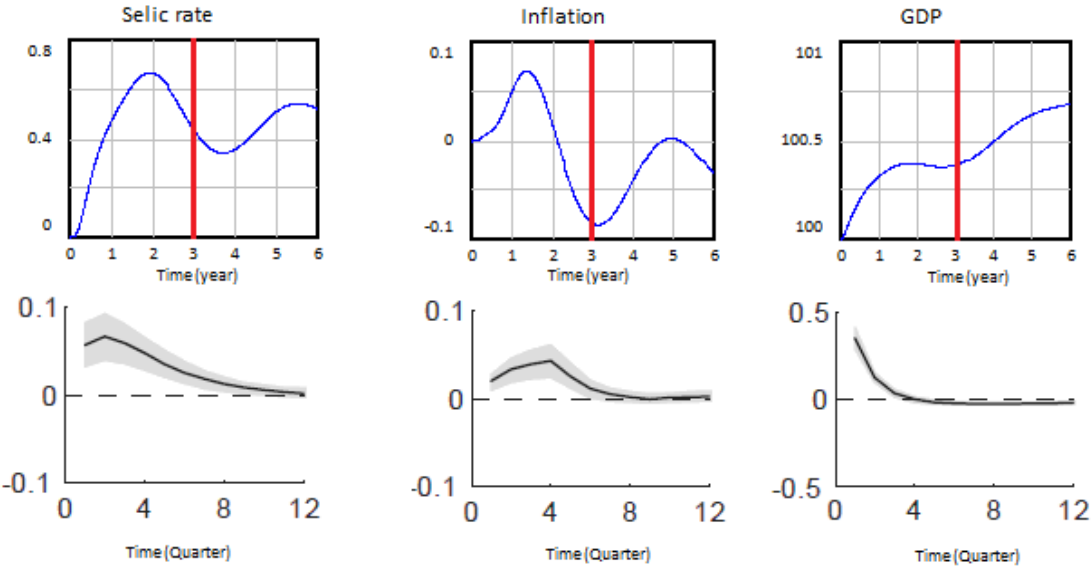 Selic rate
Inflation
GDP
0.8
0.4
0
0 1 2 3 4 5 6
Time(year)
0.1
0
-0.1
0 1 2 3 4 5 6
Time(year)
101
100.5
100
0 1 2 3 4 5 6
Time(year)
0.1
0
-0.1
0 4 8 12
Time(Quarter)
0.1
0
-0.1
0 4 8 12
Time(Quarter)
0.5
0
-0.5
0 4 8 12
Time(Quarter)